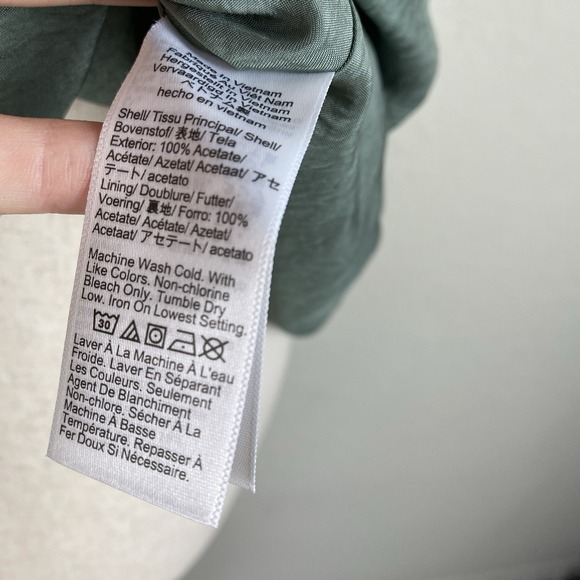 Made in Vietnam
Fabriqué au Vietnam
Hergestellt in Viet Nam
Vervaardigd in Vietnam
ベトナム製
hecho en vietnam
Shell/ Tissu Principal/ Shell/
Bovenstof/ 表地/ Tela
Exterior: 100% Acetate/
Acétate/ Azetat/ Acetaat/ アセ
テート/ acetato
Lining/ Doublure/ Futter/
Voering/ 裏地/ Forro: 100%
Acetate/ Acétate/ Azetat/
Acetaat/ アセテート/ acetato
Machine Wash Cold. With
Like Colors. Non-chlorine
Bleach Only. Tumble Dry
Low. Iron On Lowest Setting.
30
Laver À La Machine À L'eau
Froide. Laver En Séparant
Les Couleurs. Seulement
Agent De Blanchiment
Non-chlore. Sécher À La
Machine À Basse
Température. Repasser À
Fer Doux Si Nécessaire.